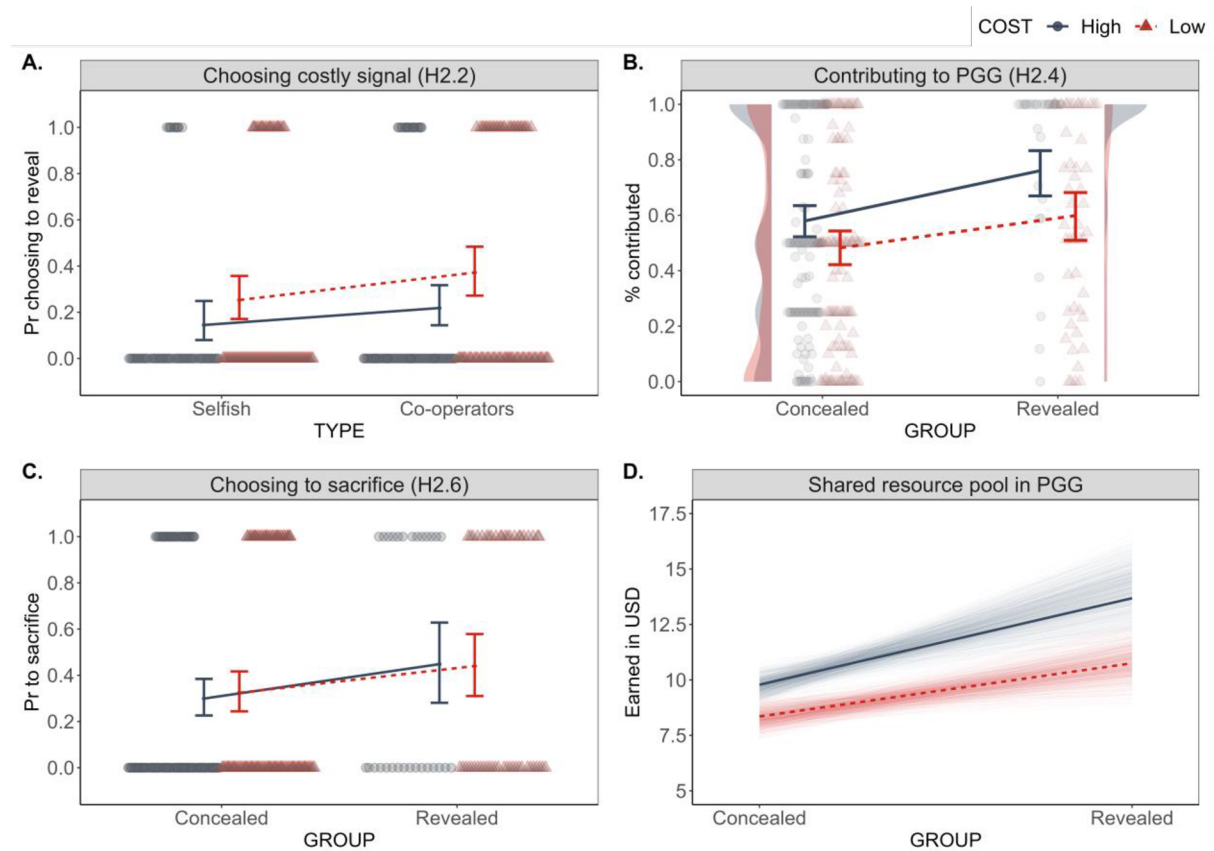 COST High Low
A.
Choosing costly signal (H2.2)
Pr choosing to reveal
1.0
0.8
0.6
0.4
0.2
0.0
Selfish Co-operators
TYPE
B.
Contributing to PGG (H2.4)
% contributed
1.0
0.8
0.6
0.4
0.2
0.0
Concealed Revealed
GROUP
C.
Choosing to sacrifice (H2.6)
Pr to sacrifice
1.0
0.8
0.6
0.4
0.2
0.0
Concealed Revealed
GROUP
D.
Shared resource pool in PGG
Earned in USD
17.5
15
12.5
10
7.5
5
Concealed Revealed
GROUP